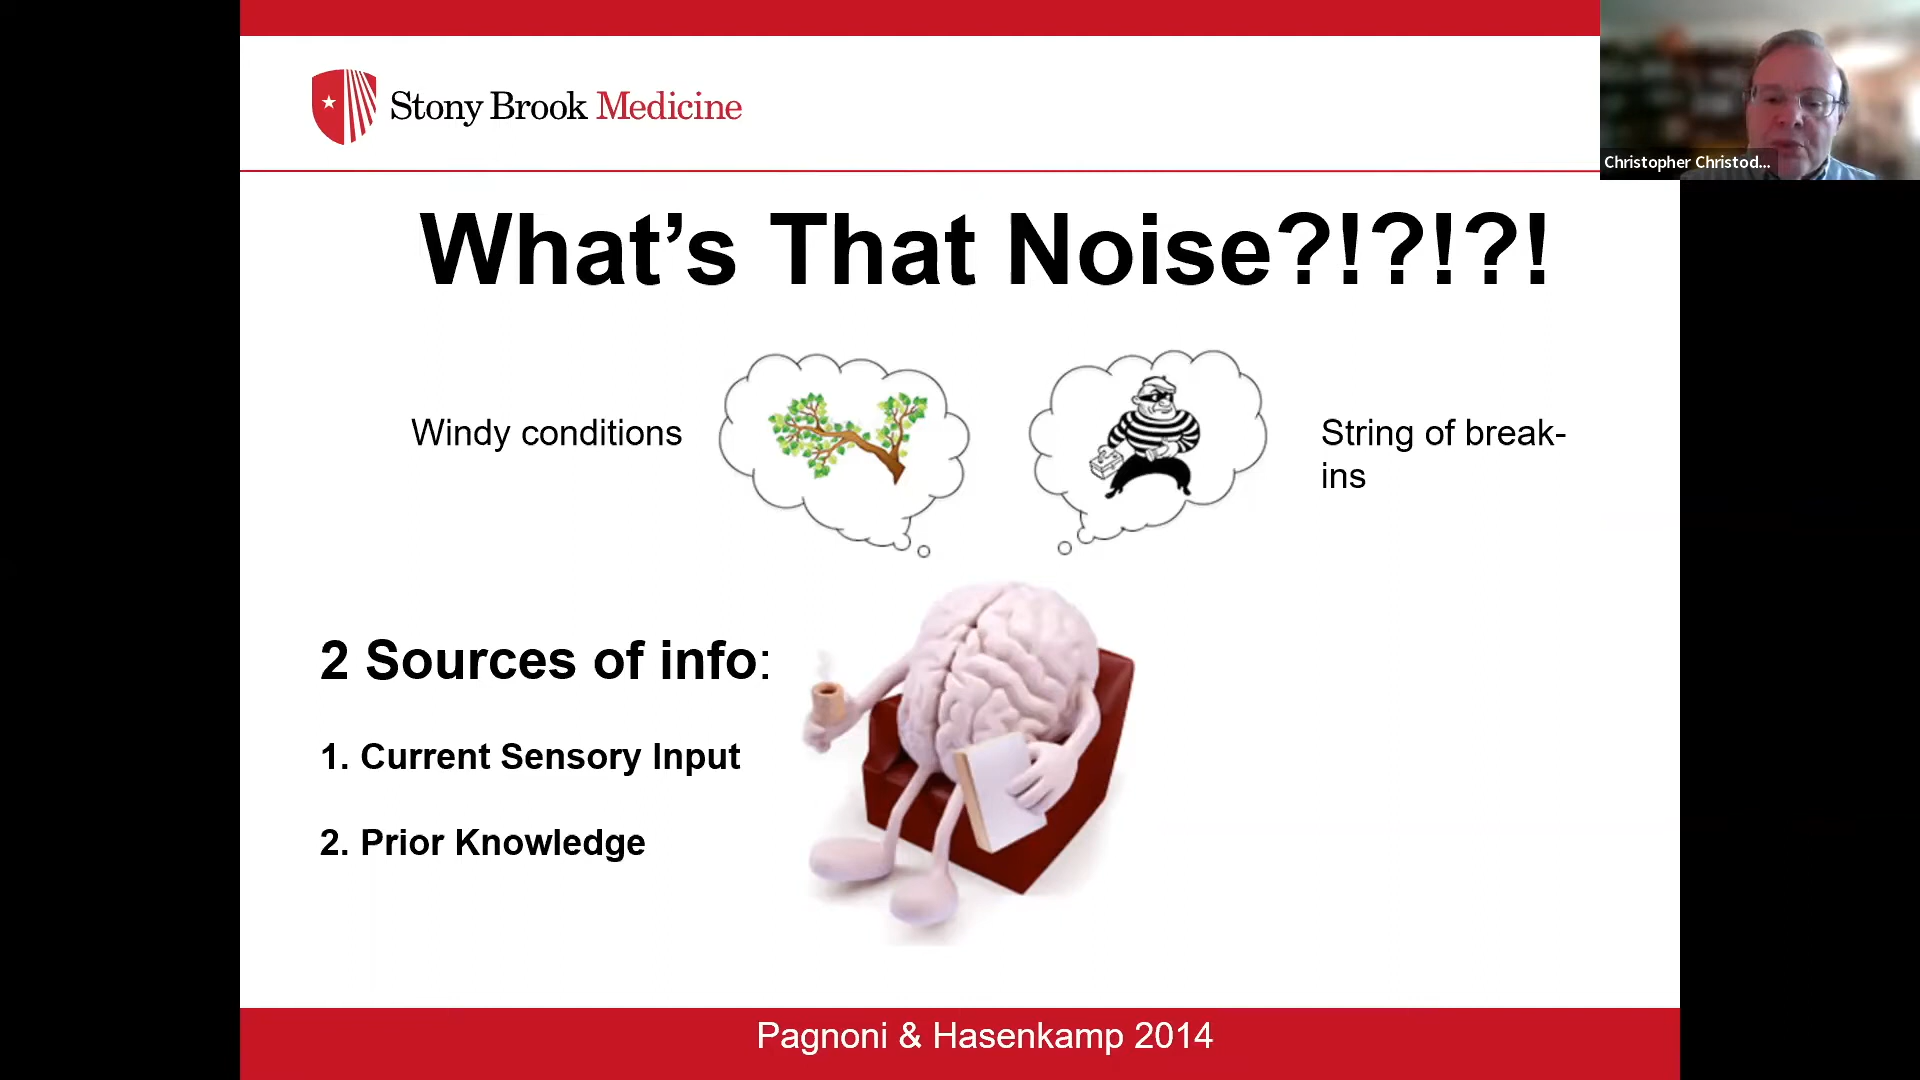 Stony Brook Medicine
Christopher Christod...
What’s That Noise?!?!?!
Windy conditions
String of break-
ins
2 Sources of info:
1. Current Sensory Input
2. Prior Knowledge
Pagnoni & Hasenkamp 2014